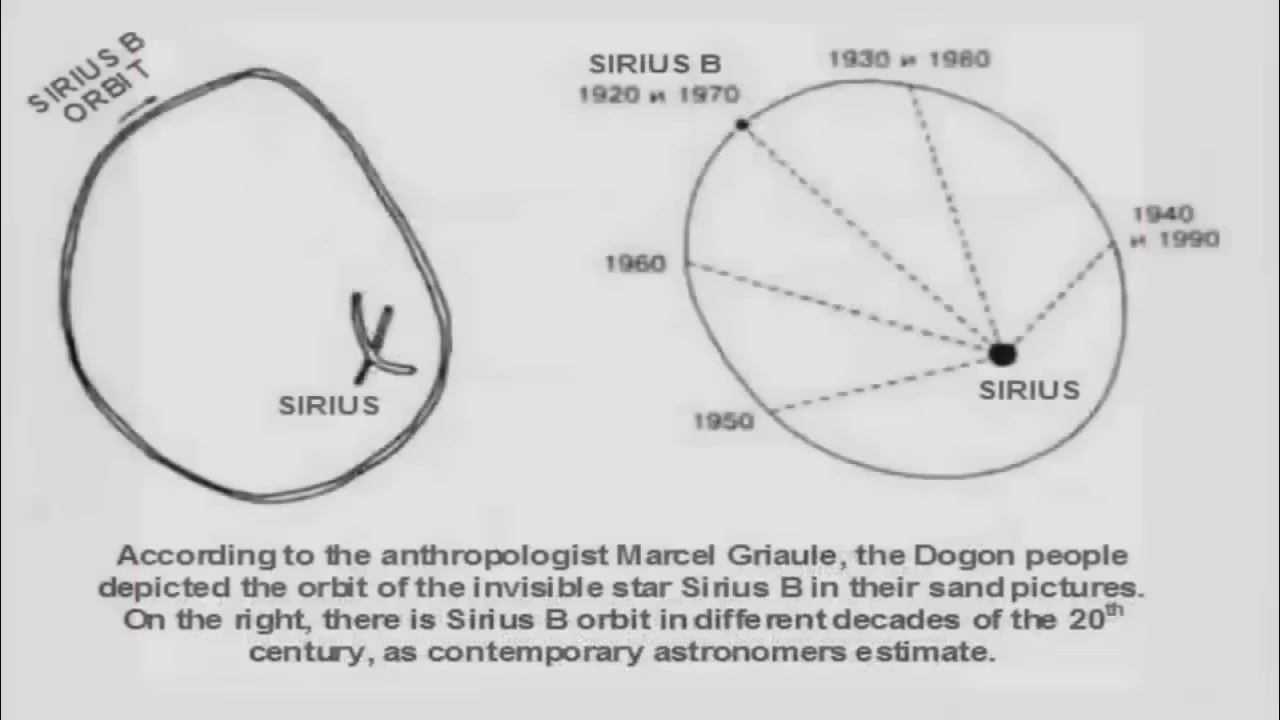 SIRIUS B
ORBIT
SIRIUS
SIRIUS B
1920 и 1970
1930 и 1980
1940
и 1990
1960
1950
SIRIUS
According to the anthropologist Marcel Griaule, the Dogon people
depicted the orbit of the invisible star Sirius B in their sand pictures.
On the right, there is Sirius B orbit in different decades of the 20th
century, as contemporary astronomers estimate.